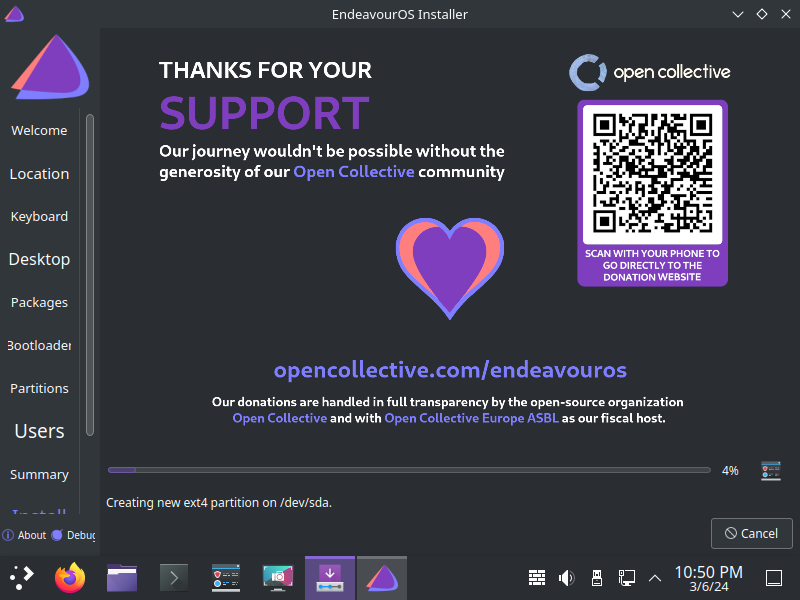 EndeavourOS Installer
Welcome
Location
Keyboard
Desktop
Packages
Bootloader
Partitions
Users
Summary
Install
About
Debug
THANKS FOR YOUR
SUPPORT
Our journey wouldn't be possible without the
generosity of our Open Collective community
open collective
SCAN WITH YOUR PHONE TO
GO DIRECTLY TO THE
DONATION WEBSITE
opencollective.com/endeavouros
Our donations are handled in full transparency by the open-source organization
Open Collective and with Open Collective Europe ASBL as our fiscal host.
4%
Creating new ext4 partition on /dev/sda.
Cancel
10:50 PM
3/6/24